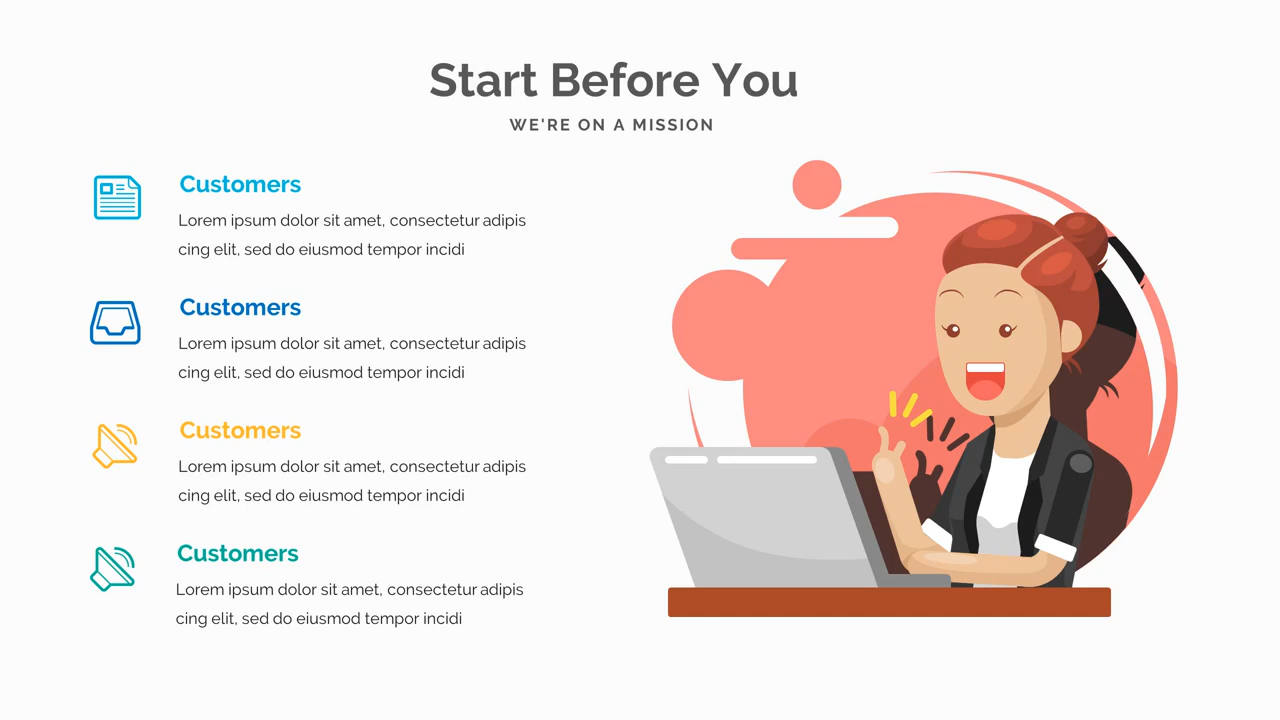 Start Before You
WE'RE ON A MISSION
Customers
Lorem ipsum dolor sit amet, consectetur adipis
cing elit, sed do eiusmod tempor incidi
Customers
Lorem ipsum dolor sit amet, consectetur adipis
cing elit, sed do eiusmod tempor incidi
Customers
Lorem ipsum dolor sit amet, consectetur adipis
cing elit, sed do eiusmod tempor incidi
Customers
Lorem ipsum dolor sit amet, consectetur adipis
cing elit, sed do eiusmod tempor incidi